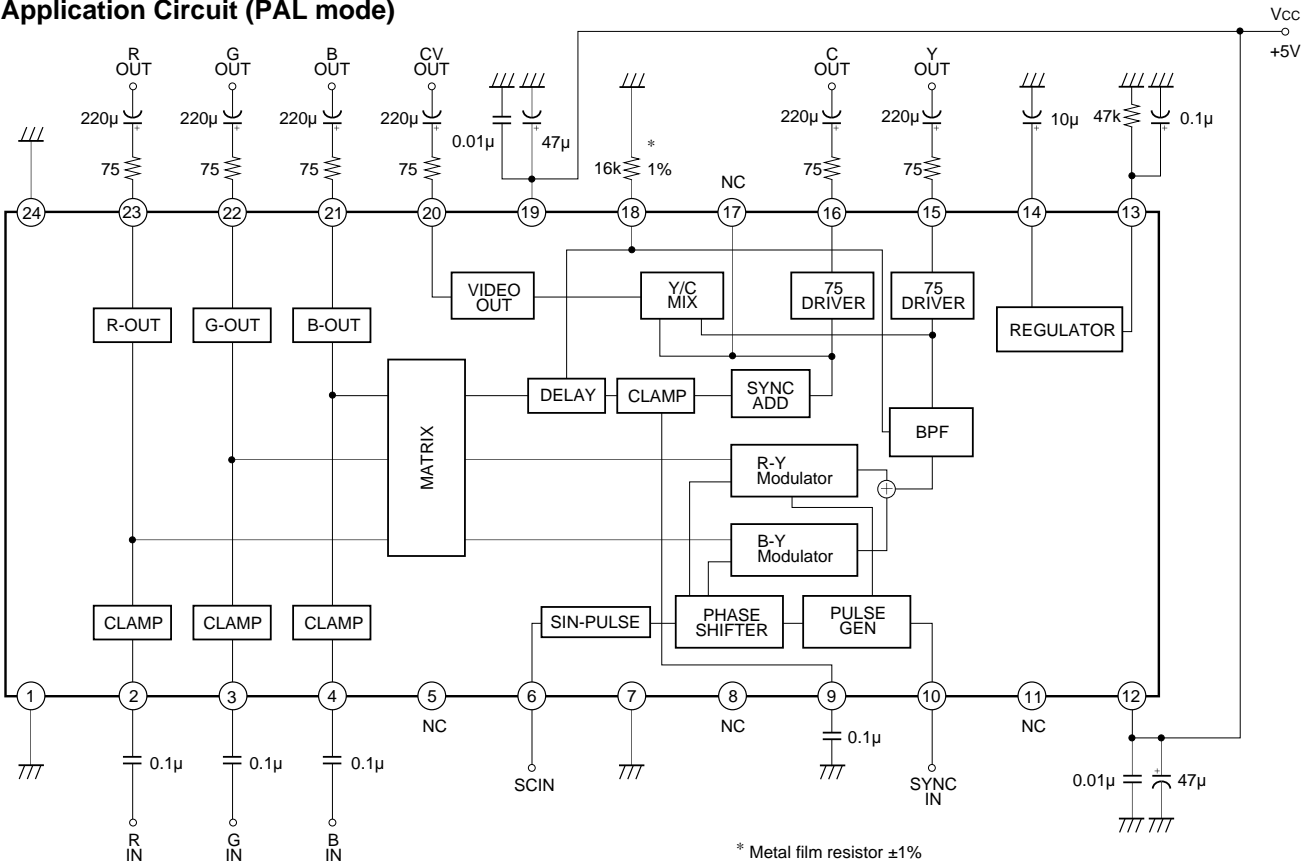 Application Circuit (PAL mode)
VCC
+5V
R
OUT
G
OUT
B
OUT
CV
OUT
C
OUT
Y
OUT
220µ
220µ
220µ
220µ
0.01µ
47µ
16k
*
1%
220µ
220µ
10µ
47k
0.1µ
75
75
75
75
75
75
NC
24
23
22
21
20
19
18
17
16
15
14
13
VIDEO
OUT
Y/C
MIX
75
DRIVER
75
DRIVER
R-OUT
G-OUT
B-OUT
REGULATOR
MATRIX
DELAY
CLAMP
SYNC
ADD
BPF
R-Y
Modulator
B-Y
Modulator
CLAMP
CLAMP
CLAMP
SIN-PULSE
PHASE
SHIFTER
PULSE
GEN
1
2
3
4
5
6
7
8
9
10
11
12
NC
NC
NC
0.1µ
0.1µ
0.1µ
0.1µ
SCIN
SYNC
IN
0.01µ
47µ
R
IN
G
IN
B
IN
* Metal film resistor ±1%